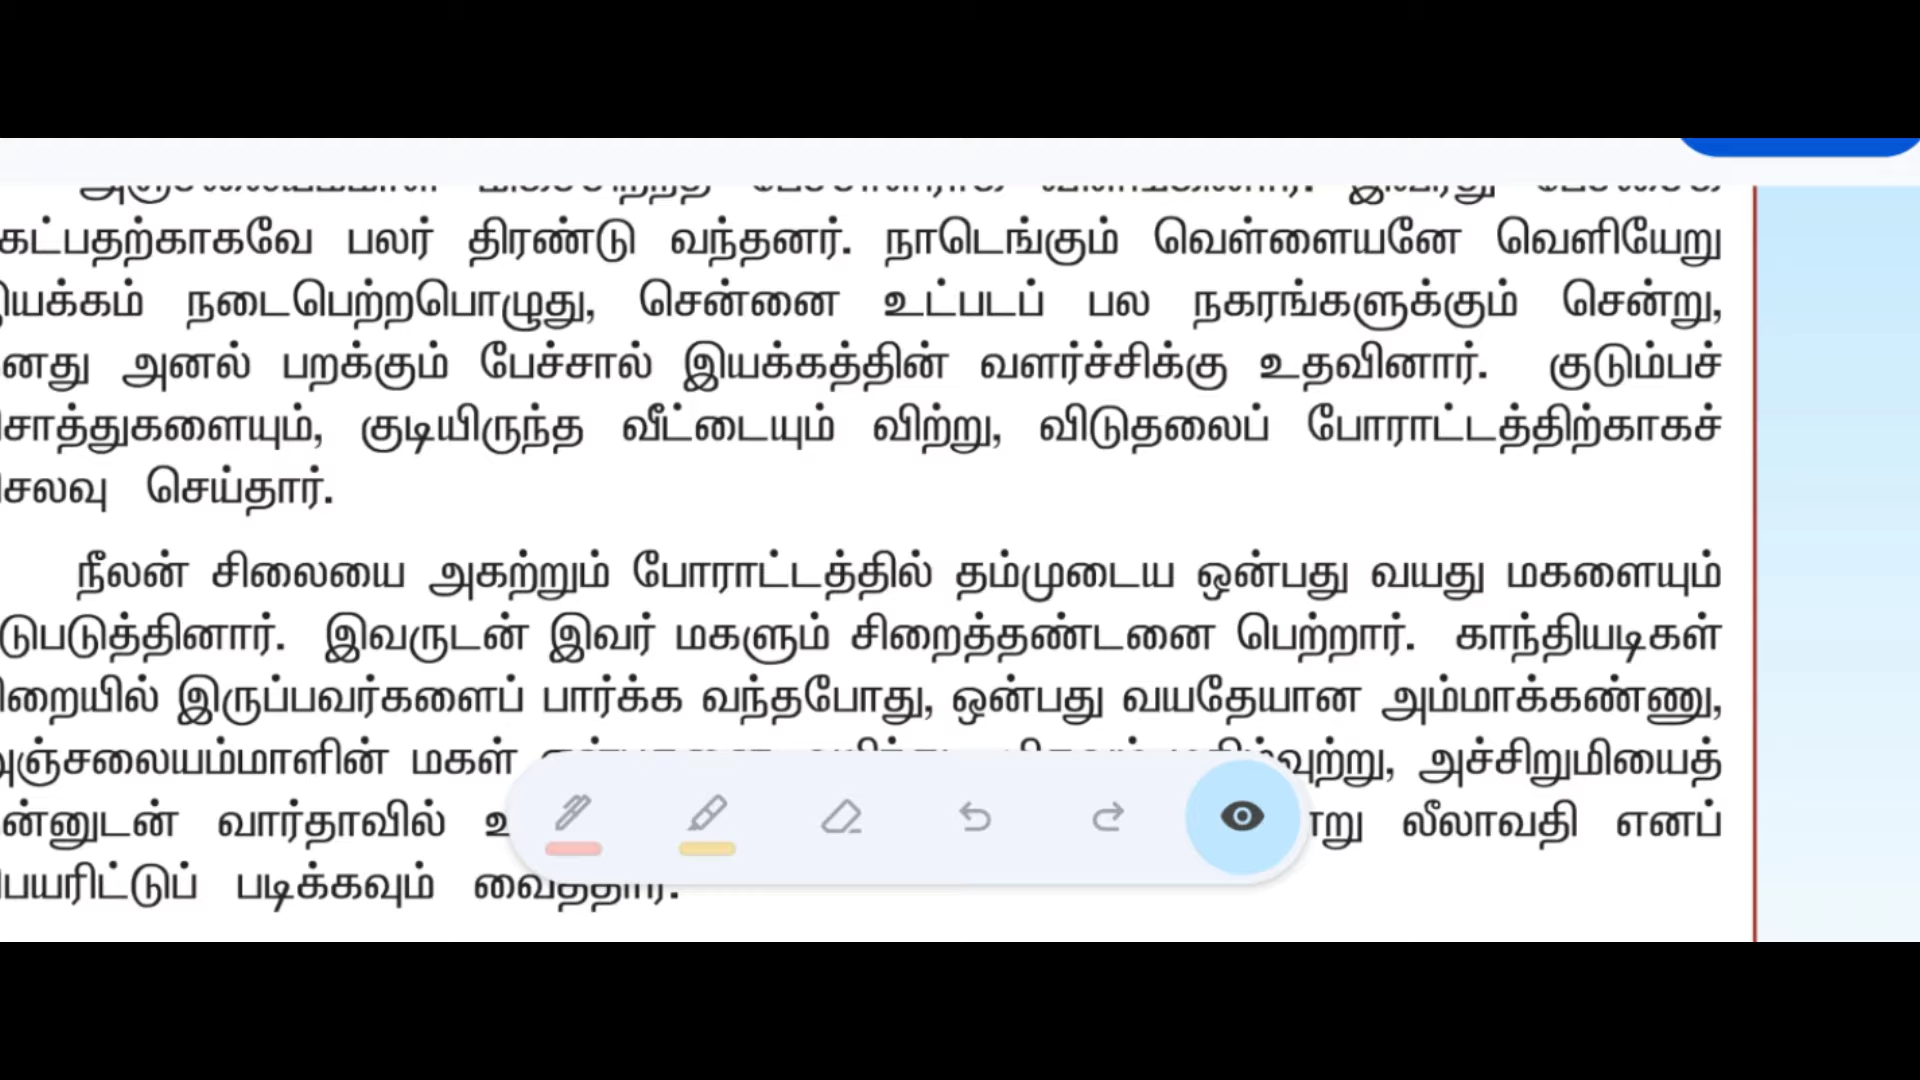 கட்பதற்காகவே பலர் திரண்டு வந்தனர். நாடெங்கும் வெள்ளையனே வெளியேறு
யக்கம் நடைபெற்றபொழுது, சென்னை உட்படப் பல நகரங்களுக்கும் சென்று,
னது அனல் பறக்கும் பேச்சால் இயக்கத்தின் வளர்ச்சிக்கு உதவினார். குடும்பச்
சொத்துகளையும், குடியிருந்த வீட்டையும் விற்று, விடுதலைப் போராட்டத்திற்காகச்
செலவு செய்தார்.
நீலன் சிலையை அகற்றும் போராட்டத்தில் தம்முடைய ஒன்பது வயது மகளையும்
டுபடுத்தினார். இவருடன் இவர் மகளும் சிறைத்தண்டனை பெற்றார். காந்தியடிகள்
றையில் இருப்பவர்களைப் பார்க்க வந்தபோது, ஒன்பது வயதேயான அம்மாக்கண்ணு,
ஞ்சலையம்மாளின் மகள் வுற்று, அச்சிறுமியைத்
ன்னுடன் வார்தாவில் று லீலாவதி எனப்
பெயரிட்டுப் படிக்கவும் வைத்தார்.